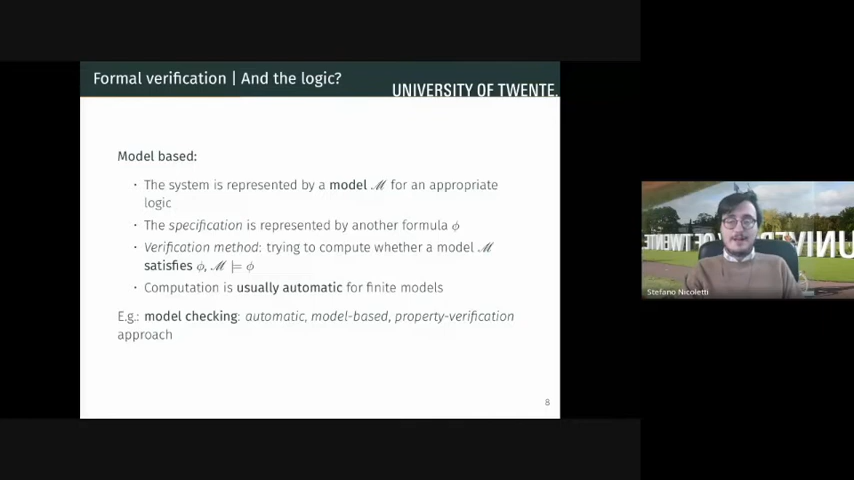 Formal verification | And the logic?
UNIVERSITY OF TWENTE.
Model based:
· The system is represented by a model ℳ for an appropriate
logic
· The specification is represented by another formula ϕ
· Verification method: trying to compute whether a model ℳ
satisfies ϕ, ℳ ⊨ ϕ
· Computation is usually automatic for finite models
E.g.: model checking: automatic, model-based, property-verification
approach
8
Stefano Nicoletti